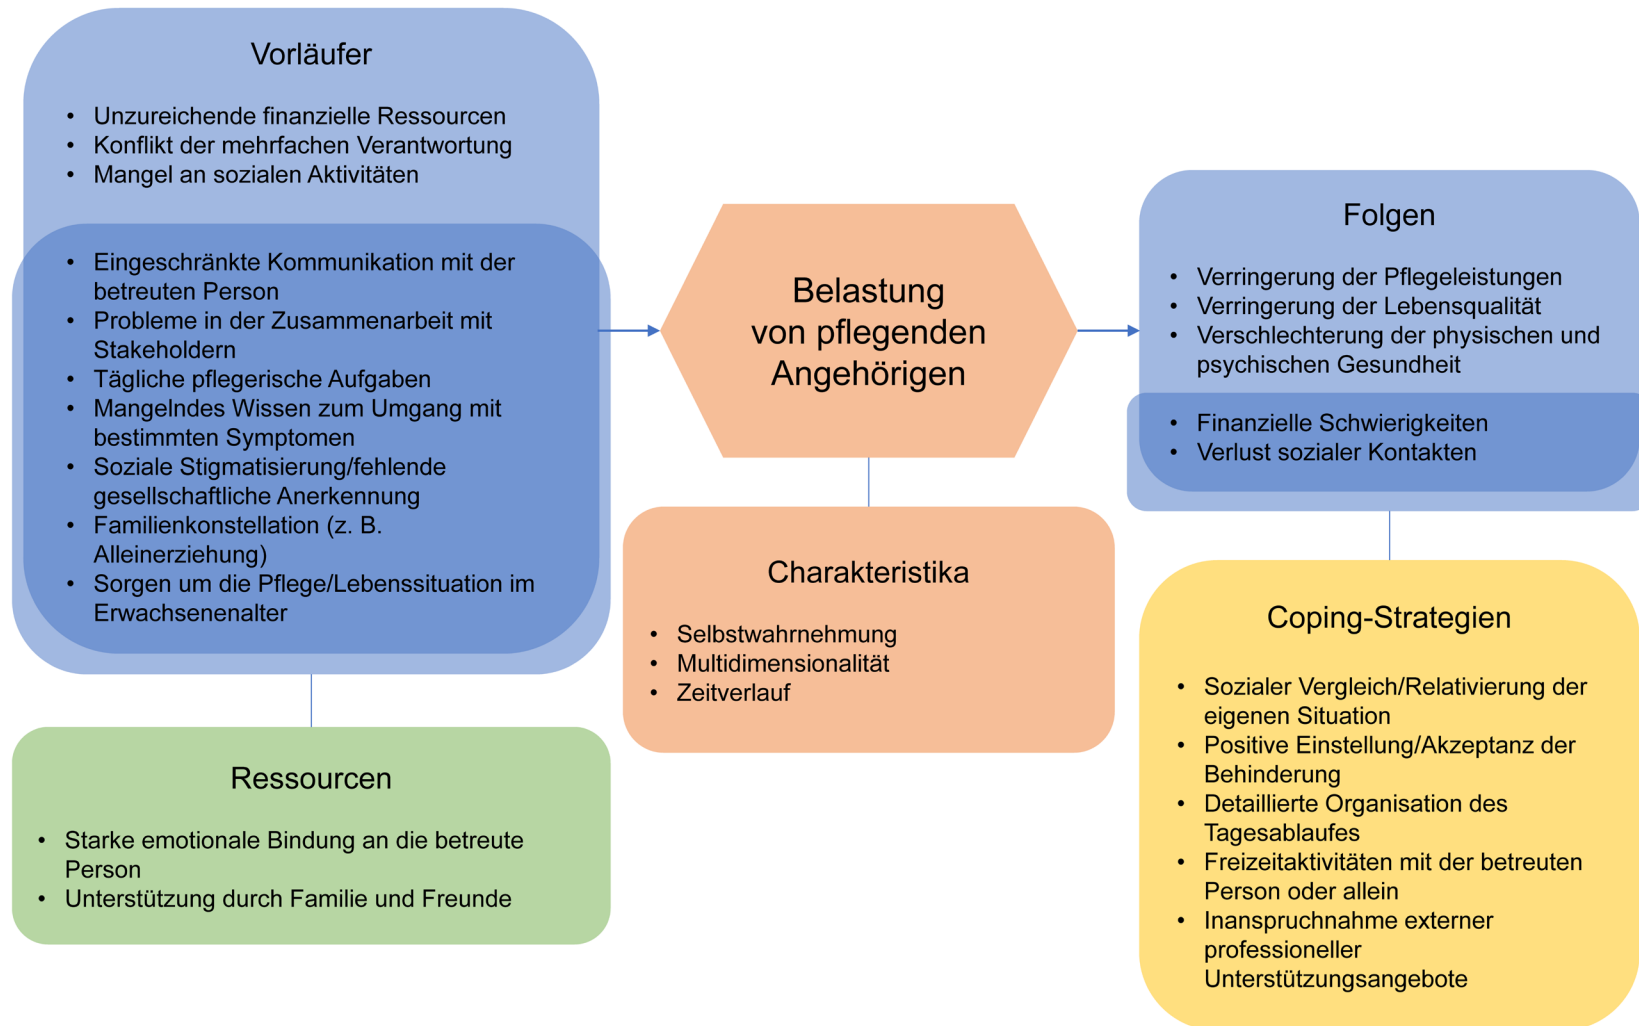 Vorläufer
• Unzureichende finanzielle Ressourcen
• Konflikt der mehrfachen Verantwortung
• Mangel an sozialen Aktivitäten
• Eingeschränkte Kommunikation mit der
betreuten Person
• Probleme in der Zusammenarbeit mit
Stakeholdern
• Tägliche pflegerische Aufgaben
• Mangelndes Wissen zum Umgang mit
bestimmten Symptomen
• Soziale Stigmatisierung/fehlende
gesellschaftliche Anerkennung
• Familienkonstellation (z. B.
Alleinerziehung)
• Sorgen um die Pflege/Lebenssituation im
Erwachsenenalter
Ressourcen
• Starke emotionale Bindung an die betreute
Person
• Unterstützung durch Familie und Freunde
Belastung
von pflegenden
Angehörigen
Charakteristika
• Selbstwahrnehmung
• Multidimensionalität
• Zeitverlauf
Folgen
• Verringerung der Pflegeleistungen
• Verringerung der Lebensqualität
• Verschlechterung der physischen und
psychischen Gesundheit
• Finanzielle Schwierigkeiten
• Verlust sozialer Kontakten
Coping-Strategien
• Sozialer Vergleich/Relativierung der
eigenen Situation
• Positive Einstellung/Akzeptanz der
Behinderung
• Detaillierte Organisation des
Tagesablaufes
• Freizeitaktivitäten mit der betreuten
Person oder allein
• Inanspruchnahme externer
professioneller
Unterstützungsangebote